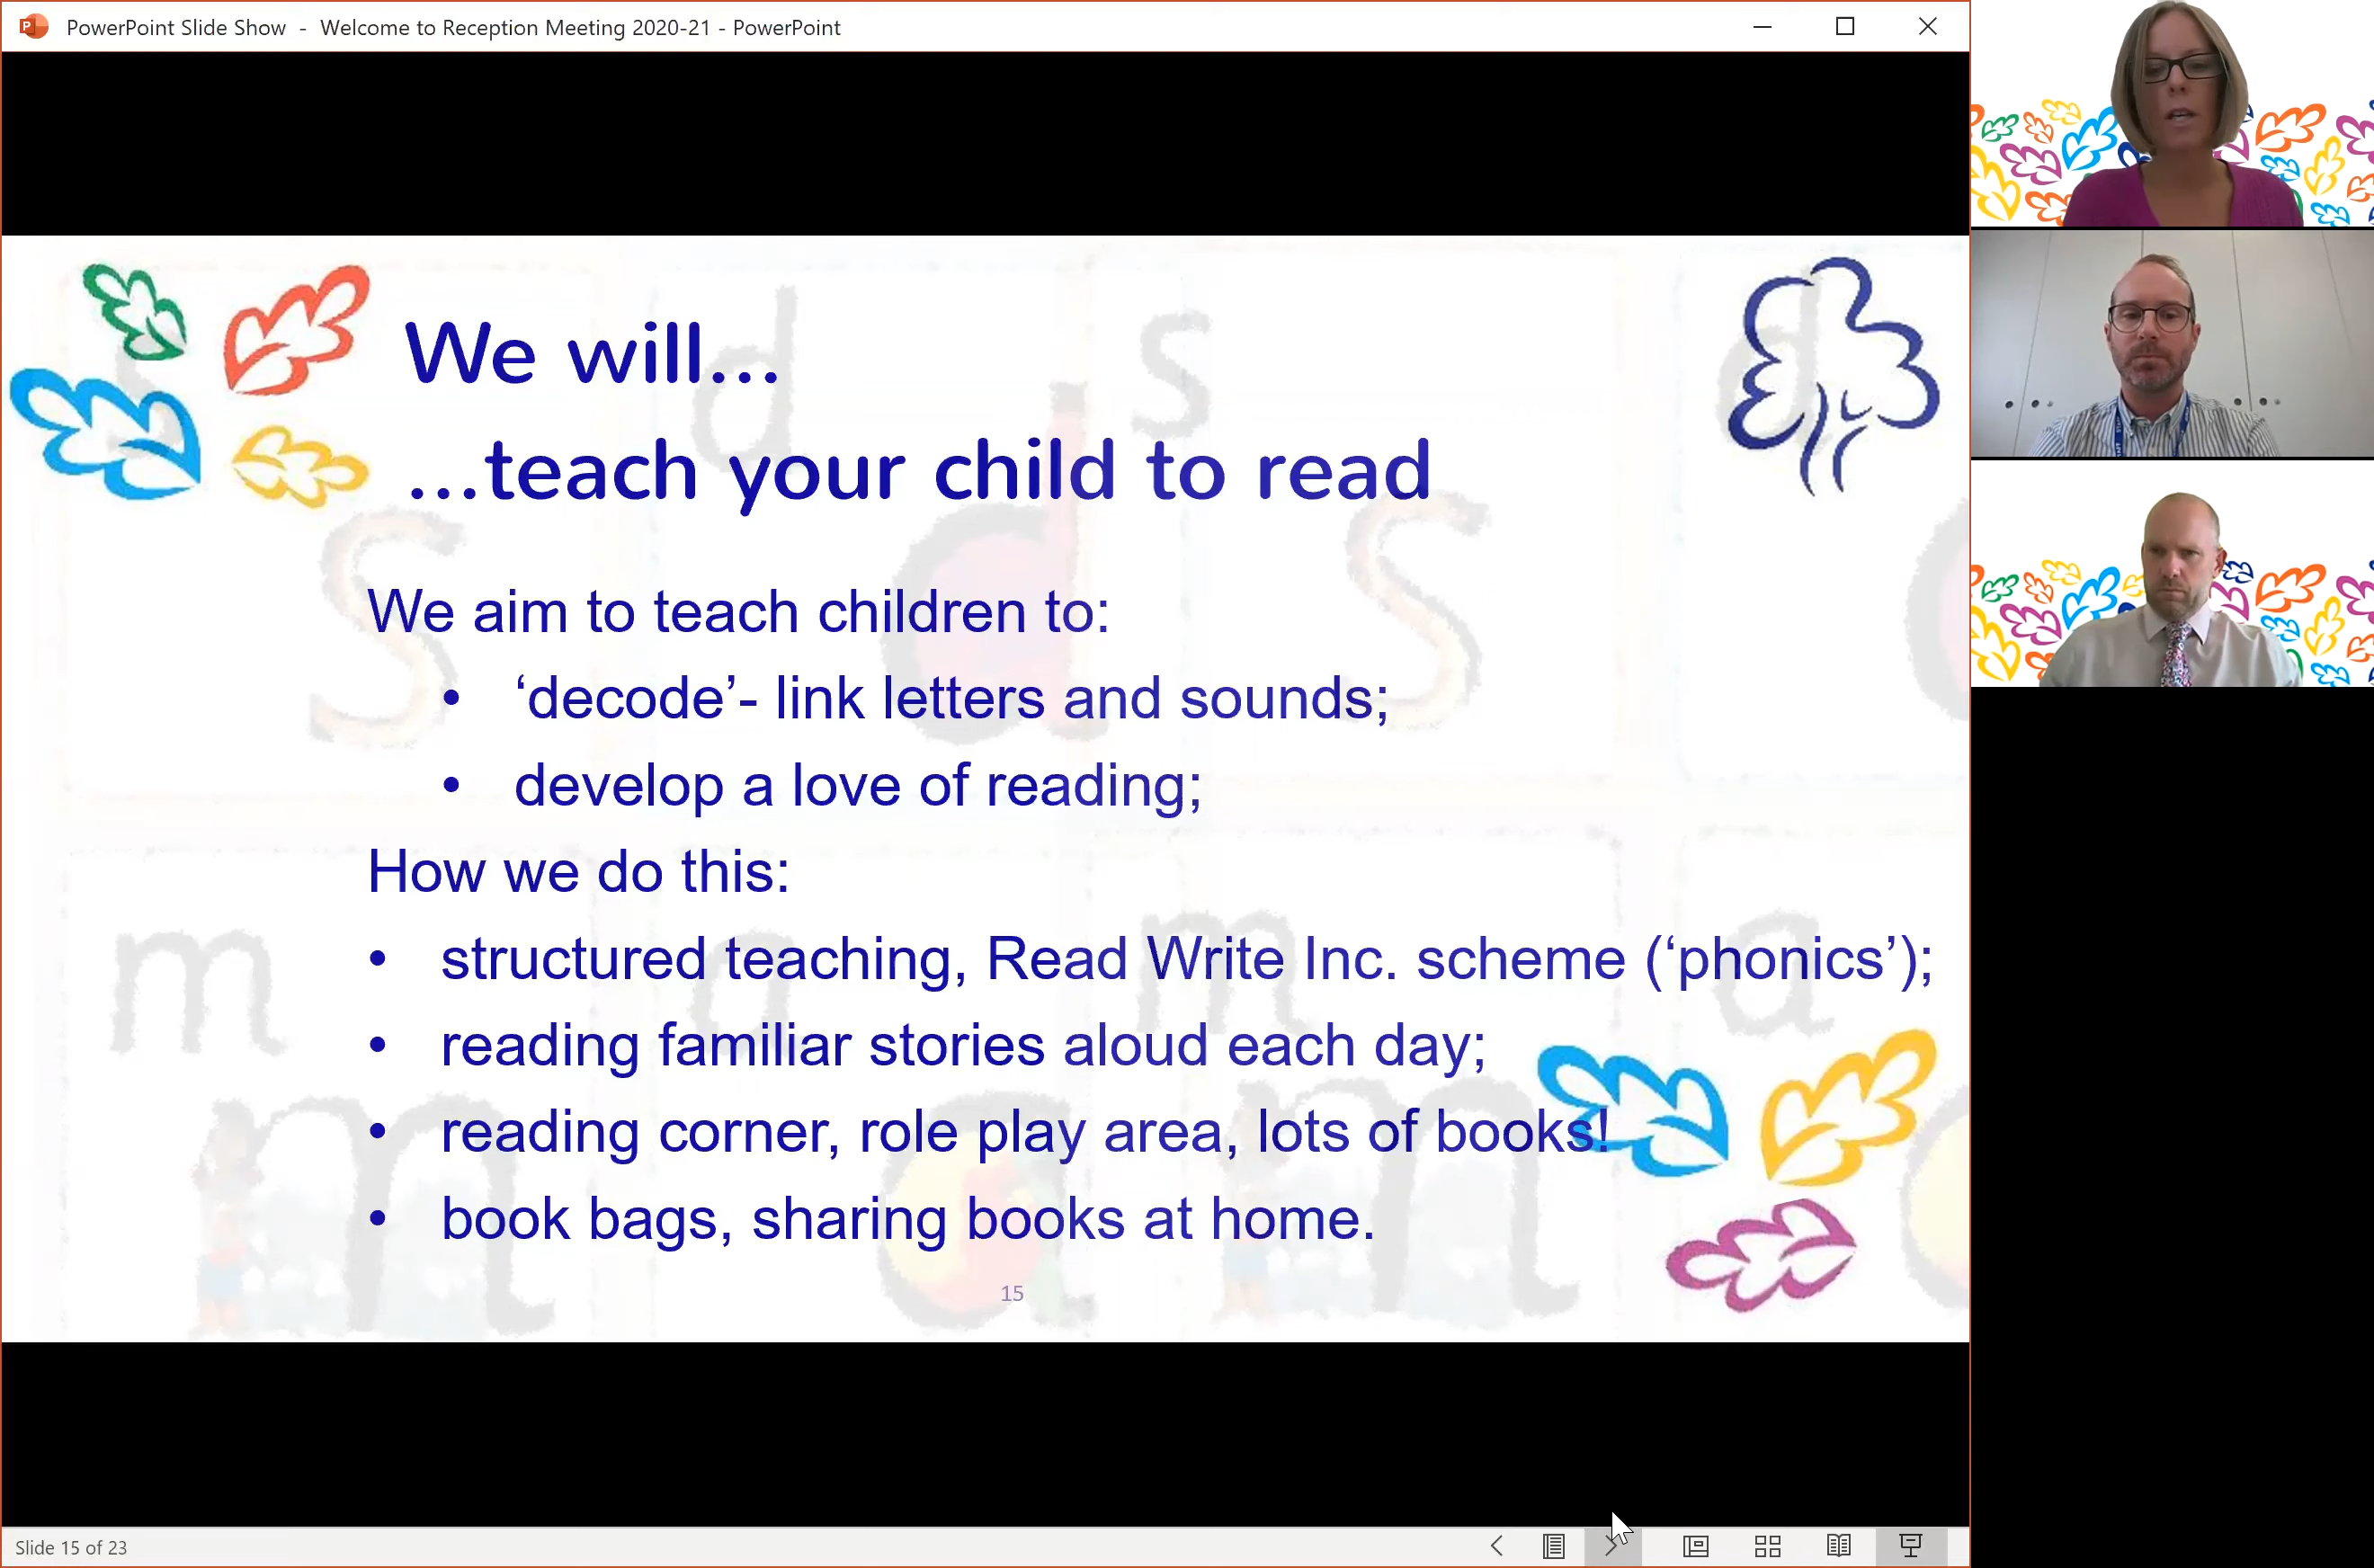 PowerPoint Slide Show - Welcome to Reception Meeting 2020-21 - PowerPoint
We will...
...teach your child to read
We aim to teach children to:
• ‘decode’- link letters and sounds;
• develop a love of reading;
How we do this:
• structured teaching, Read Write Inc. scheme (‘phonics’);
• reading familiar stories aloud each day;
• reading corner, role play area, lots of books!
• book bags, sharing books at home.
15
Slide 15 of 23
d s d
s d s
m a m a
m a m